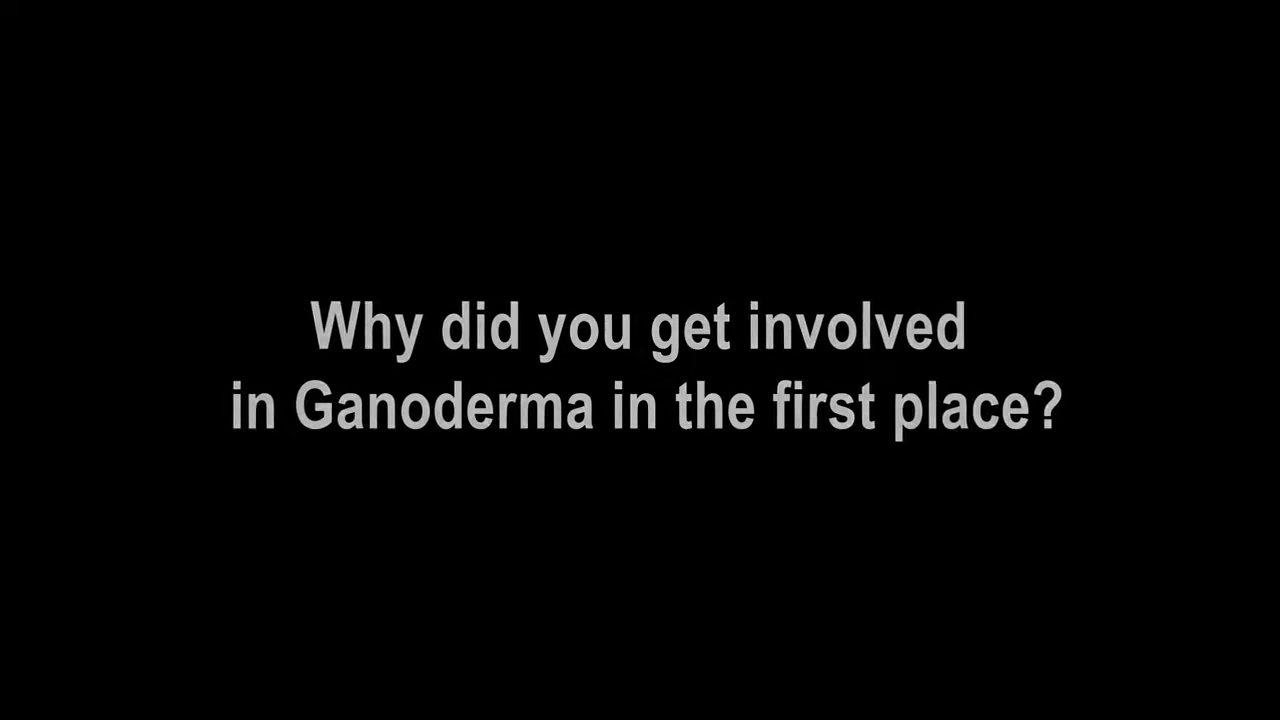 Why did you get involved
in Ganoderma in the first place?